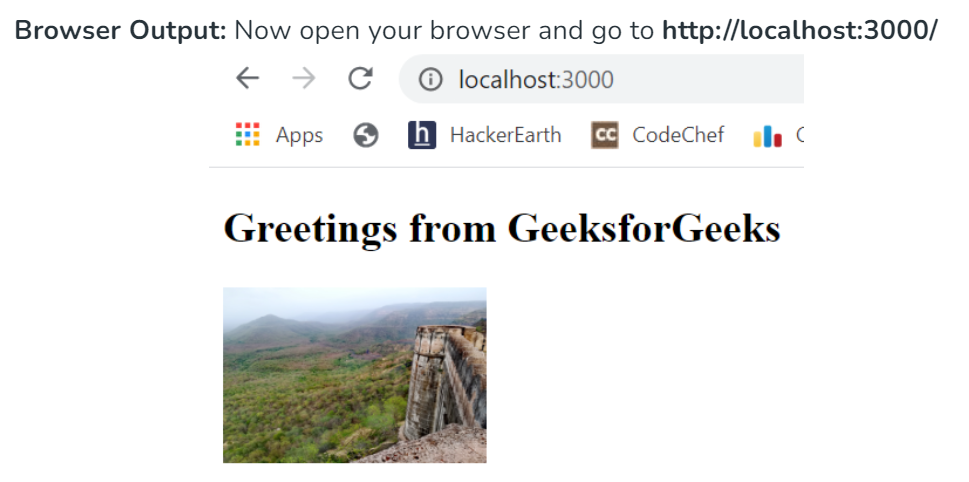 Browser Output: Now open your browser and go to http://localhost:3000/
localhost:3000
Apps h HackerEarth CC CodeChef
Greetings from GeeksforGeeks